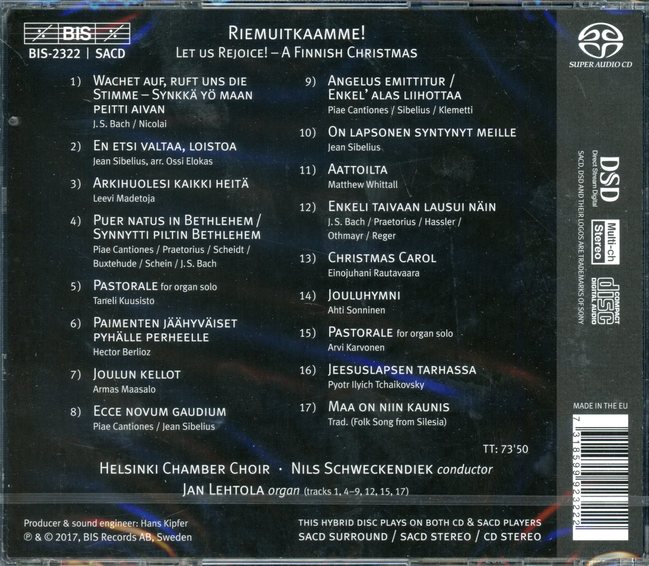 BIS
BIS-2322 | SACD
RIEMUITKAAMME!
LET US REJOICE! – A FINNISH CHRISTMAS
SUPER AUDIO CD
1) WACHET AUF, RUFT UNS DIE
STIMME – SYNKKÄ YÖ MAAN
PEITTI AIVAN
J.S. Bach / Nicolai
2) EN ETSI VALTAA, LOISTOA
Jean Sibelius, arr. Ossi Elokas
3) ARKIHUOLESI KAIKKI HEITÄ
Leevi Madetoja
4) PUER NATUS IN BETHLEHEM /
SYNNYTTI PILTIN BETHLEHEM
Piae Cantiones / Praetorius / Scheidt /
Buxtehude / Schein / J.S. Bach
5) PASTORALE for organ solo
Taneli Kuusisto
6) PAIMENTEN JÄÄHYVÄISET
PYHÄLLE PERHEELLE
Hector Berlioz
7) JOULUN KELLOT
Armas Maasalo
8) ECCE NOVUM GAUDIUM
Piae Cantiones / Jean Sibelius
9) ANGELUS EMITTITUR /
ENKEL' ALAS LIIHOTTAA
Piae Cantiones / Sibelius / Klemetti
10) ON LAPSONEN SYNTYNYT MEILLE
Jean Sibelius
11) AATTOILTA
Matthew Whittall
12) ENKELI TAIVAAN LAUSUI NÄIN
J.S. Bach / Praetorius / Hassler /
Othmayr / Reger
13) CHRISTMAS CAROL
Einojuhani Rautavaara
14) JOULUHYMNI
Ahti Sonninen
15) PASTORALE for organ solo
Arvi Karvonen
16) JEESUSLAPSEN TARHASSA
Pyotr Ilyich Tchaikovsky
17) MAA ON NIIN KAUNIS
Trad. (Folk Song from Silesia)
TT: 73'50
HELSINKI CHAMBER CHOIR · NILS SCHWECKENDIEK conductor
JAN LEHTOLA organ (tracks 1, 4–9, 12, 15, 17)
Producer & sound engineer: Hans Kipfer
℗ & © 2017, BIS Records AB, Sweden
THIS HYBRID DISC PLAYS ON BOTH CD & SACD PLAYERS
SACD SURROUND / SACD STEREO / CD STEREO
DSD
Direct Stream Digital
SACD, DSD AND THEIR LOGOS ARE TRADEMARKS OF SONY
Multi-ch
Stereo
COMPACT
disc
DIGITAL AUDIO
MADE IN THE EU
7 318599 923222